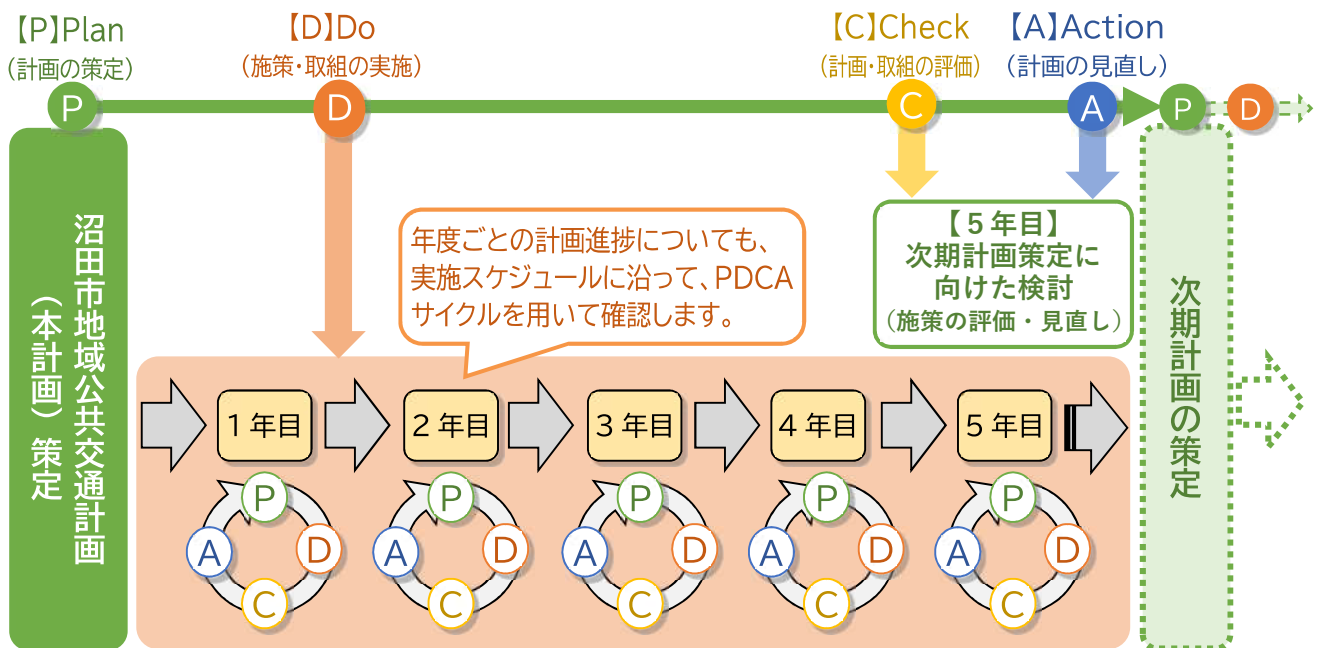 【P】Plan
（計画の策定）
【D】Do
（施策・取組の実施）
【C】Check
（計画・取組の評価）
【A】Action
（計画の見直し）
P
D
C
A
P
D
沼田市地域公共交通計画
（本計画）策定
年度ごとの計画進捗についても、
実施スケジュールに沿って、PDCA
サイクルを用いて確認します。
【５年目】
次期計画策定に
向けた検討
（施策の評価・見直し）
次期計画の策定
１年目
２年目
３年目
４年目
５年目
P
D
C
A
P
D
C
A
P
D
C
A
P
D
C
A
P
D
C
A